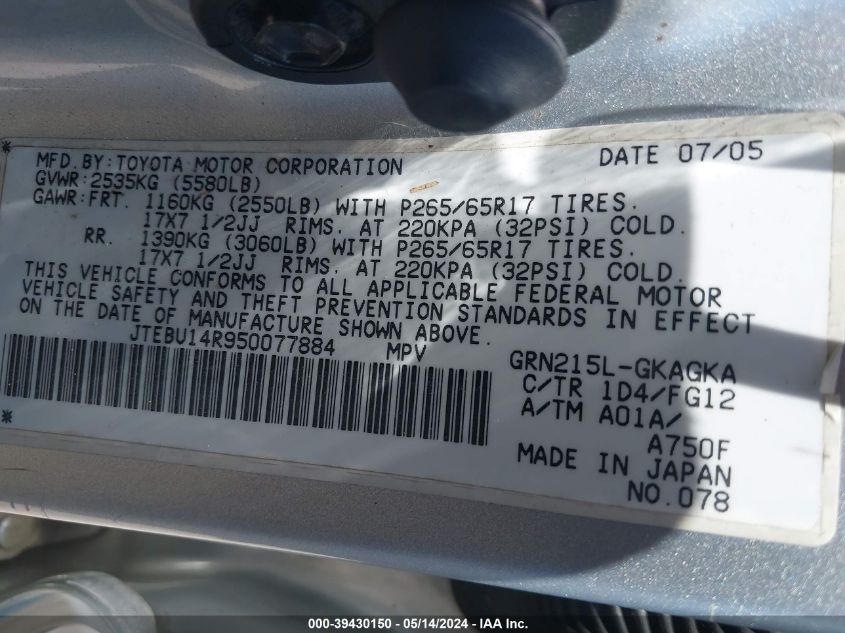 MFD.BY:TOYOTA MOTOR CORPORATION DATE 07/05
GVWR:2535KG (5580LB)
GAWR:FRT. 1160KG (2550LB) WITH P265/65R17 TIRES.
17X7 1/2JJ RIMS. AT 220KPA (32PSI) COLD.
RR. 1390KG (3060LB) WITH P265/65R17 TIRES.
17X7 1/2JJ RIMS. AT 220KPA (32PSI) COLD.
THIS VEHICLE CONFORMS TO ALL APPLICABLE FEDERAL MOTOR
VEHICLE SAFETY AND THEFT PREVENTION STANDARDS IN EFFECT
ON THE DATE OF MANUFACTURE SHOWN ABOVE.
JTEBU14R950077884 MPV
GRN215L-GKAGKA
C/TR 1D4/FG12
A/TM A01A/
A750F
MADE IN JAPAN
NO.078
000-39430150 - 05/14/2024 - IAA Inc.